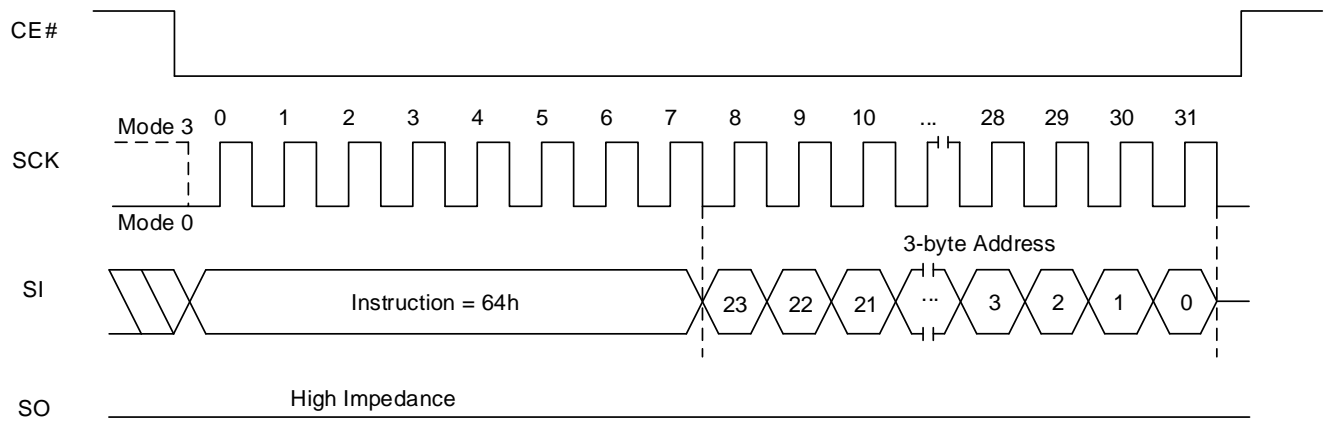 CE#
Mode 3 0 1 2 3 4 5 6 7 8 9 10 ... 28 29 30 31
SCK
Mode 0
3-byte Address
SI Instruction = 64h 23 22 21 ... 3 2 1 0
High Impedance
SO